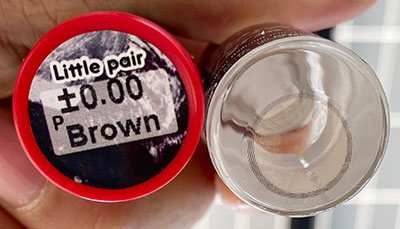 Little pair
±0.00
P Brown